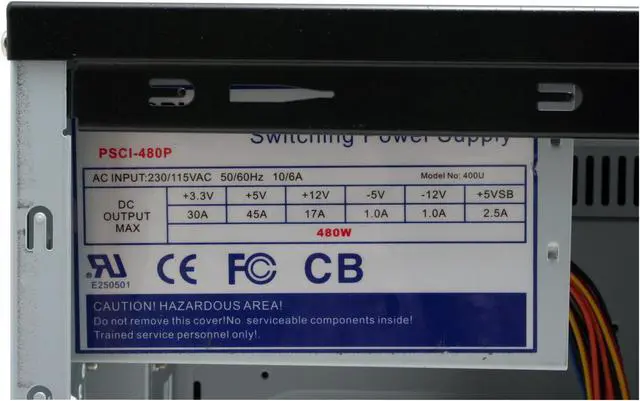 Switching Power Supply
PSCI-480P
AC INPUT:230/115VAC 50/60Hz 10/6A Model No: 400U
DC OUTPUT MAX +3.3V +5V +12V -5V -12V +5VSB
30A 45A 17A 1.0A 1.0A 2.5A
480W
E250501
CE FC CB
CAUTION! HAZARDOUS AREA!
Do not remove this cover!No serviceable components inside!
Trained service personnel only!.